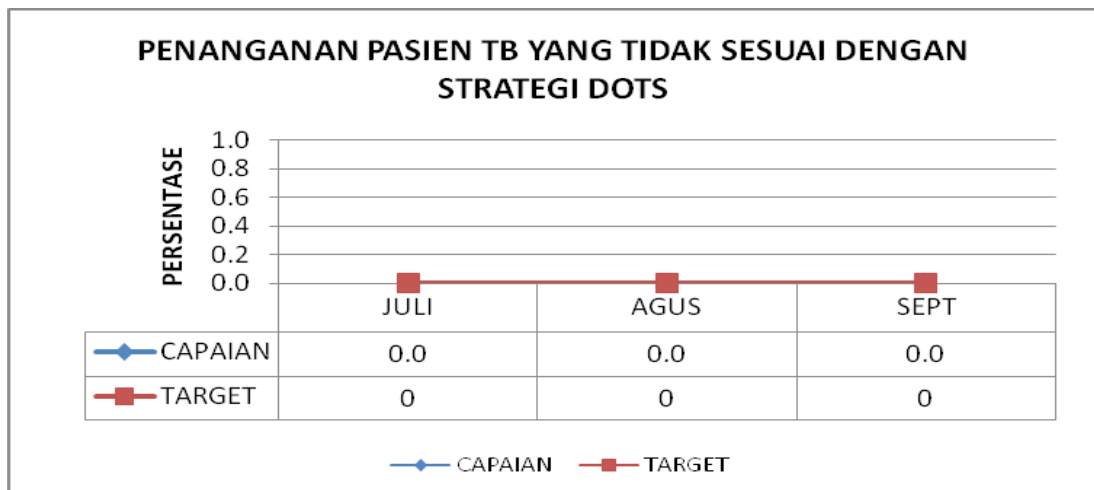 PENANGANAN PASIEN TB YANG TIDAK SESUAI DENGAN
STRATEGI DOTS
PERSENTASE
1.0
0.8
0.6
0.4
0.2
0.0
JULI AGUS SEPT
CAPAIAN 0.0 0.0 0.0
TARGET 0 0 0
CAPAIAN TARGET